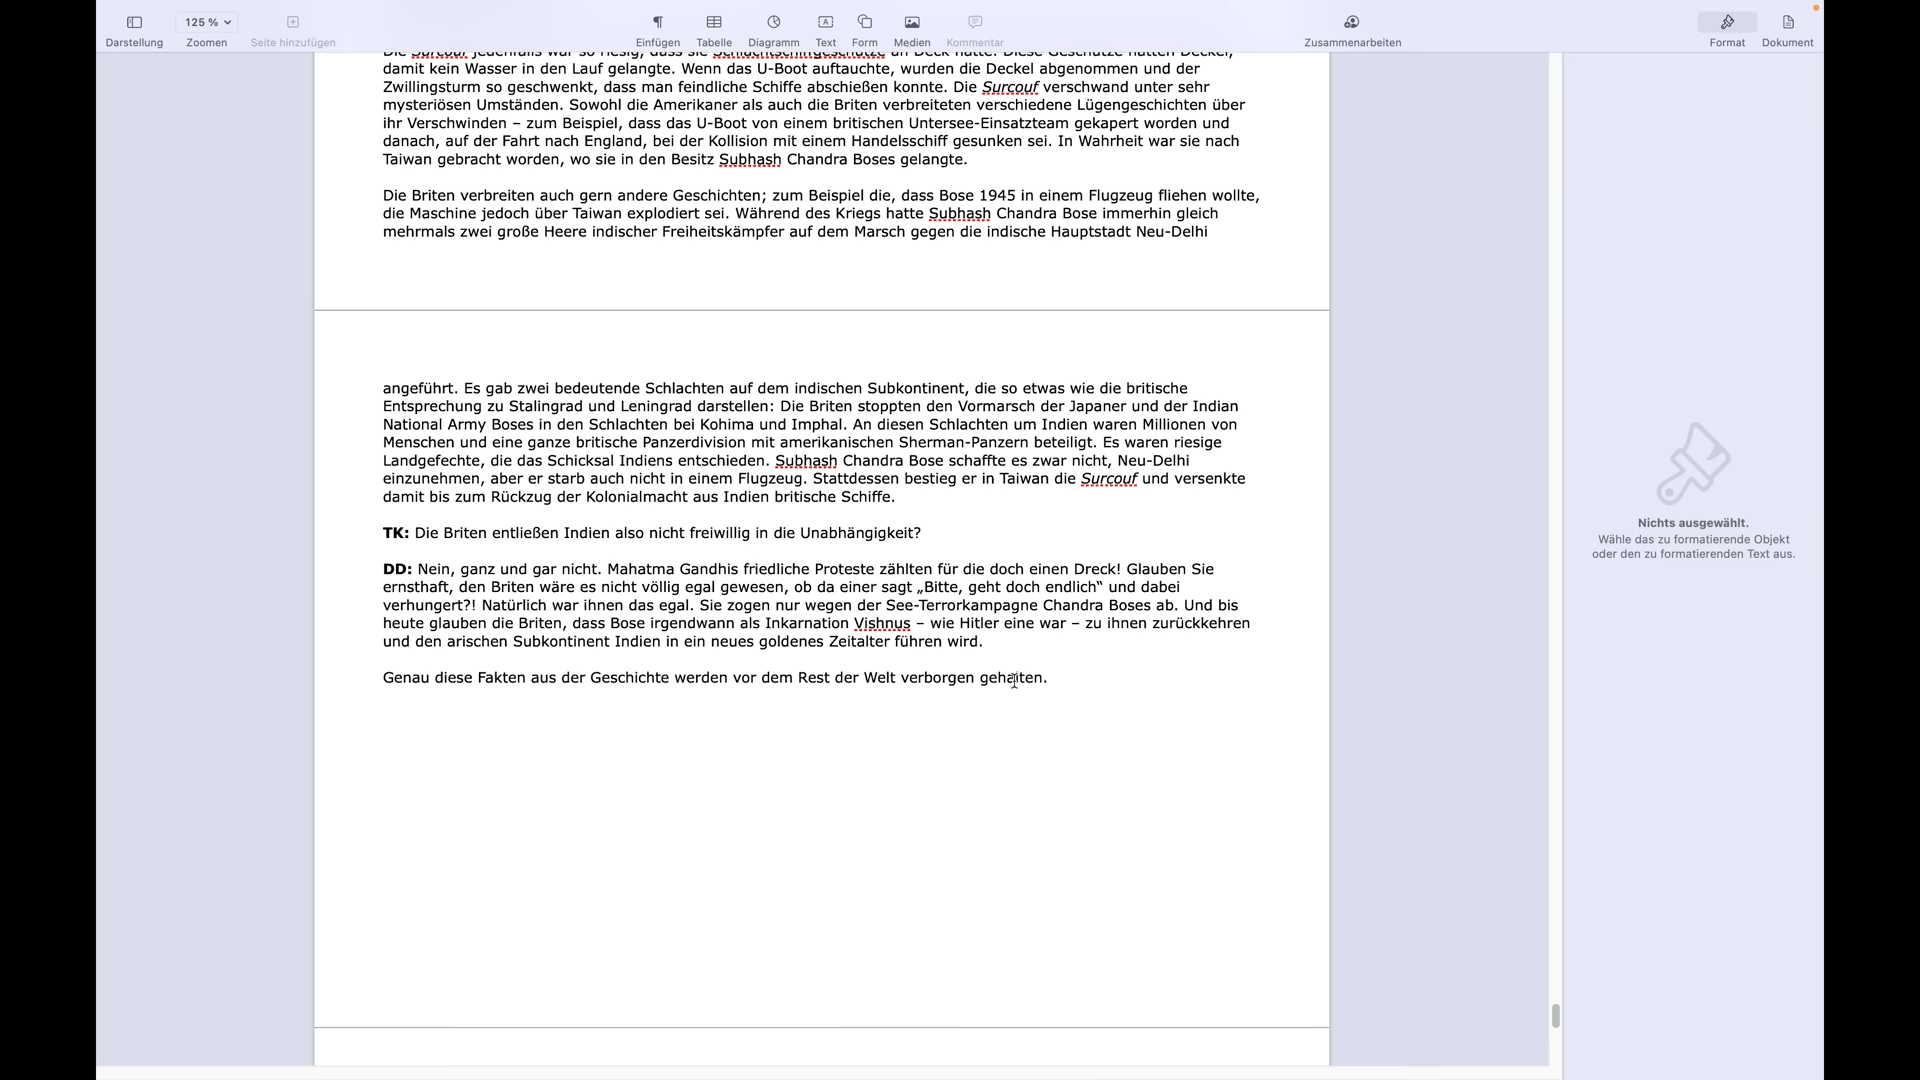 125 %
Darstellung
Zoomen
Seite hinzufügen
Einfügen
Tabelle
Diagramm
Text
Form
Medien
Kommentar
Zusammenarbeiten
Format
Dokument
Die Surcouf jedenfalls war so riesig, dass sie Schlachtschiffgeschütze an Deck hatte. Diese Geschütze hatten Deckel,
damit kein Wasser in den Lauf gelangte. Wenn das U-Boot auftauchte, wurden die Deckel abgenommen und der
Zwillingsturm so geschwenkt, dass man feindliche Schiffe abschießen konnte. Die Surcouf verschwand unter sehr
mysteriösen Umständen. Sowohl die Amerikaner als auch die Briten verbreiteten verschiedene Lügengeschichten über
ihr Verschwinden – zum Beispiel, dass das U-Boot von einem britischen Untersee-Einsatzteam gekapert worden und
danach, auf der Fahrt nach England, bei der Kollision mit einem Handelsschiff gesunken sei. In Wahrheit war sie nach
Taiwan gebracht worden, wo sie in den Besitz Subhash Chandra Boses gelangte.
Die Briten verbreiten auch gern andere Geschichten; zum Beispiel die, dass Bose 1945 in einem Flugzeug fliehen wollte,
die Maschine jedoch über Taiwan explodiert sei. Während des Kriegs hatte Subhash Chandra Bose immerhin gleich
mehrmals zwei große Heere indischer Freiheitskämpfer auf dem Marsch gegen die indische Hauptstadt Neu-Delhi
angeführt. Es gab zwei bedeutende Schlachten auf dem indischen Subkontinent, die so etwas wie die britische
Entsprechung zu Stalingrad und Leningrad darstellen: Die Briten stoppten den Vormarsch der Japaner und der Indian
National Army Boses in den Schlachten bei Kohima und Imphal. An diesen Schlachten um Indien waren Millionen von
Menschen und eine ganze britische Panzerdivision mit amerikanischen Sherman-Panzern beteiligt. Es waren riesige
Landgefechte, die das Schicksal Indiens entschieden. Subhash Chandra Bose schaffte es zwar nicht, Neu-Delhi
einzunehmen, aber er starb auch nicht in einem Flugzeug. Stattdessen bestieg er in Taiwan die Surcouf und versenkte
damit bis zum Rückzug der Kolonialmacht aus Indien britische Schiffe.
TK: Die Briten entließen Indien also nicht freiwillig in die Unabhängigkeit?
DD: Nein, ganz und gar nicht. Mahatma Gandhis friedliche Proteste zählten für die doch einen Dreck! Glauben Sie
ernsthaft, den Briten wäre es nicht völlig egal gewesen, ob da einer sagt „Bitte, geht doch endlich“ und dabei
verhungert?! Natürlich war ihnen das egal. Sie zogen nur wegen der See-Terrorkampagne Chandra Boses ab. Und bis
heute glauben die Briten, dass Bose irgendwann als Inkarnation Vishnus – wie Hitler eine war – zu ihnen zurückkehren
und den arischen Subkontinent Indien in ein neues goldenes Zeitalter führen wird.
Genau diese Fakten aus der Geschichte werden vor dem Rest der Welt verborgen gehalten.
Nichts ausgewählt.
Wähle das zu formatierende Objekt
oder den zu formatierenden Text aus.